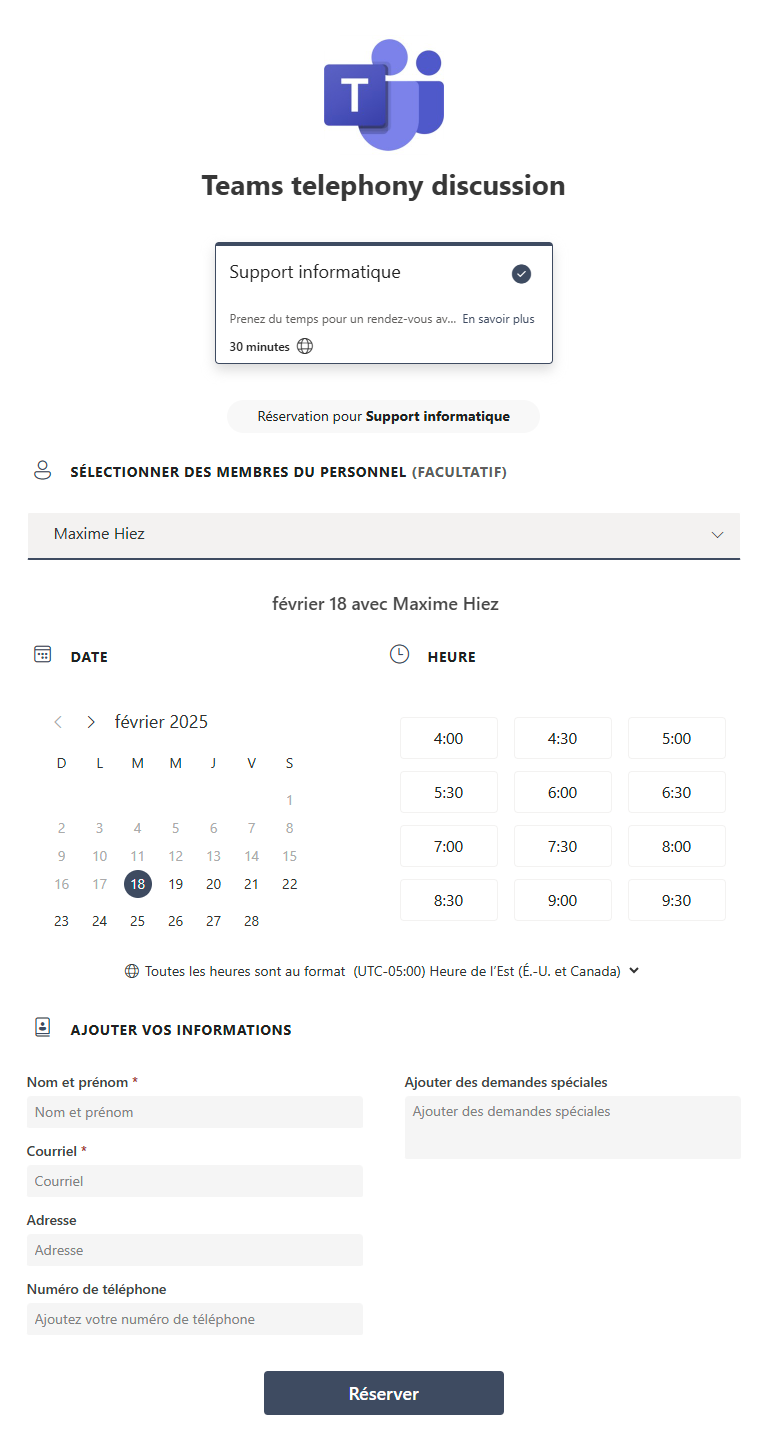 T
Teams telephony discussion
Support informatique
Prenez du temps pour un rendez-vous av... En savoir plus
30 minutes
Réservation pour Support informatique
SÉLECTIONNER DES MEMBRES DU PERSONNEL (FACULTATIF)
Maxime Hiez
février 18 avec Maxime Hiez
DATE
février 2025
D L M M J V S
1
2 3 4 5 6 7 8
9 10 11 12 13 14 15
16 17 18 19 20 21 22
23 24 25 26 27 28
HEURE
4:00 4:30 5:00
5:30 6:00 6:30
7:00 7:30 8:00
8:30 9:00 9:30
Toutes les heures sont au format (UTC-05:00) Heure de l’Est (É.-U. et Canada)
AJOUTER VOS INFORMATIONS
Nom et prénom *
Nom et prénom
Courriel *
Courriel
Adresse
Adresse
Numéro de téléphone
Ajoutez votre numéro de téléphone
Ajouter des demandes spéciales
Ajouter des demandes spéciales
Réserver